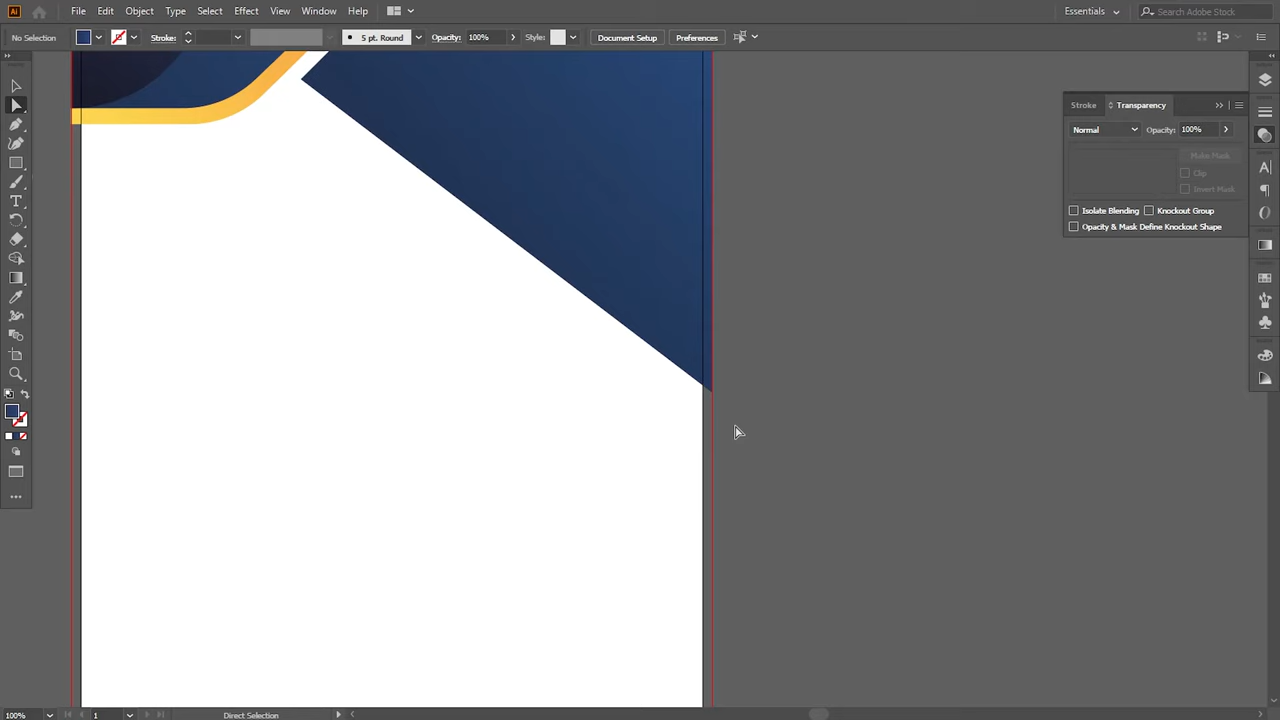 Ai File Edit Object Type Select Effect View Window Help Essentials Search Adobe Stock
No Selection Stroke: 5 pt. Round Opacity: 100% Style: Document Setup Preferences
Stroke Transparency
Normal Opacity: 100%
Make Mask
Clip
Invert Mask
Isolate Blending Knockout Group
Opacity & Mask Define Knockout Shape
100% 1 Direct Selection